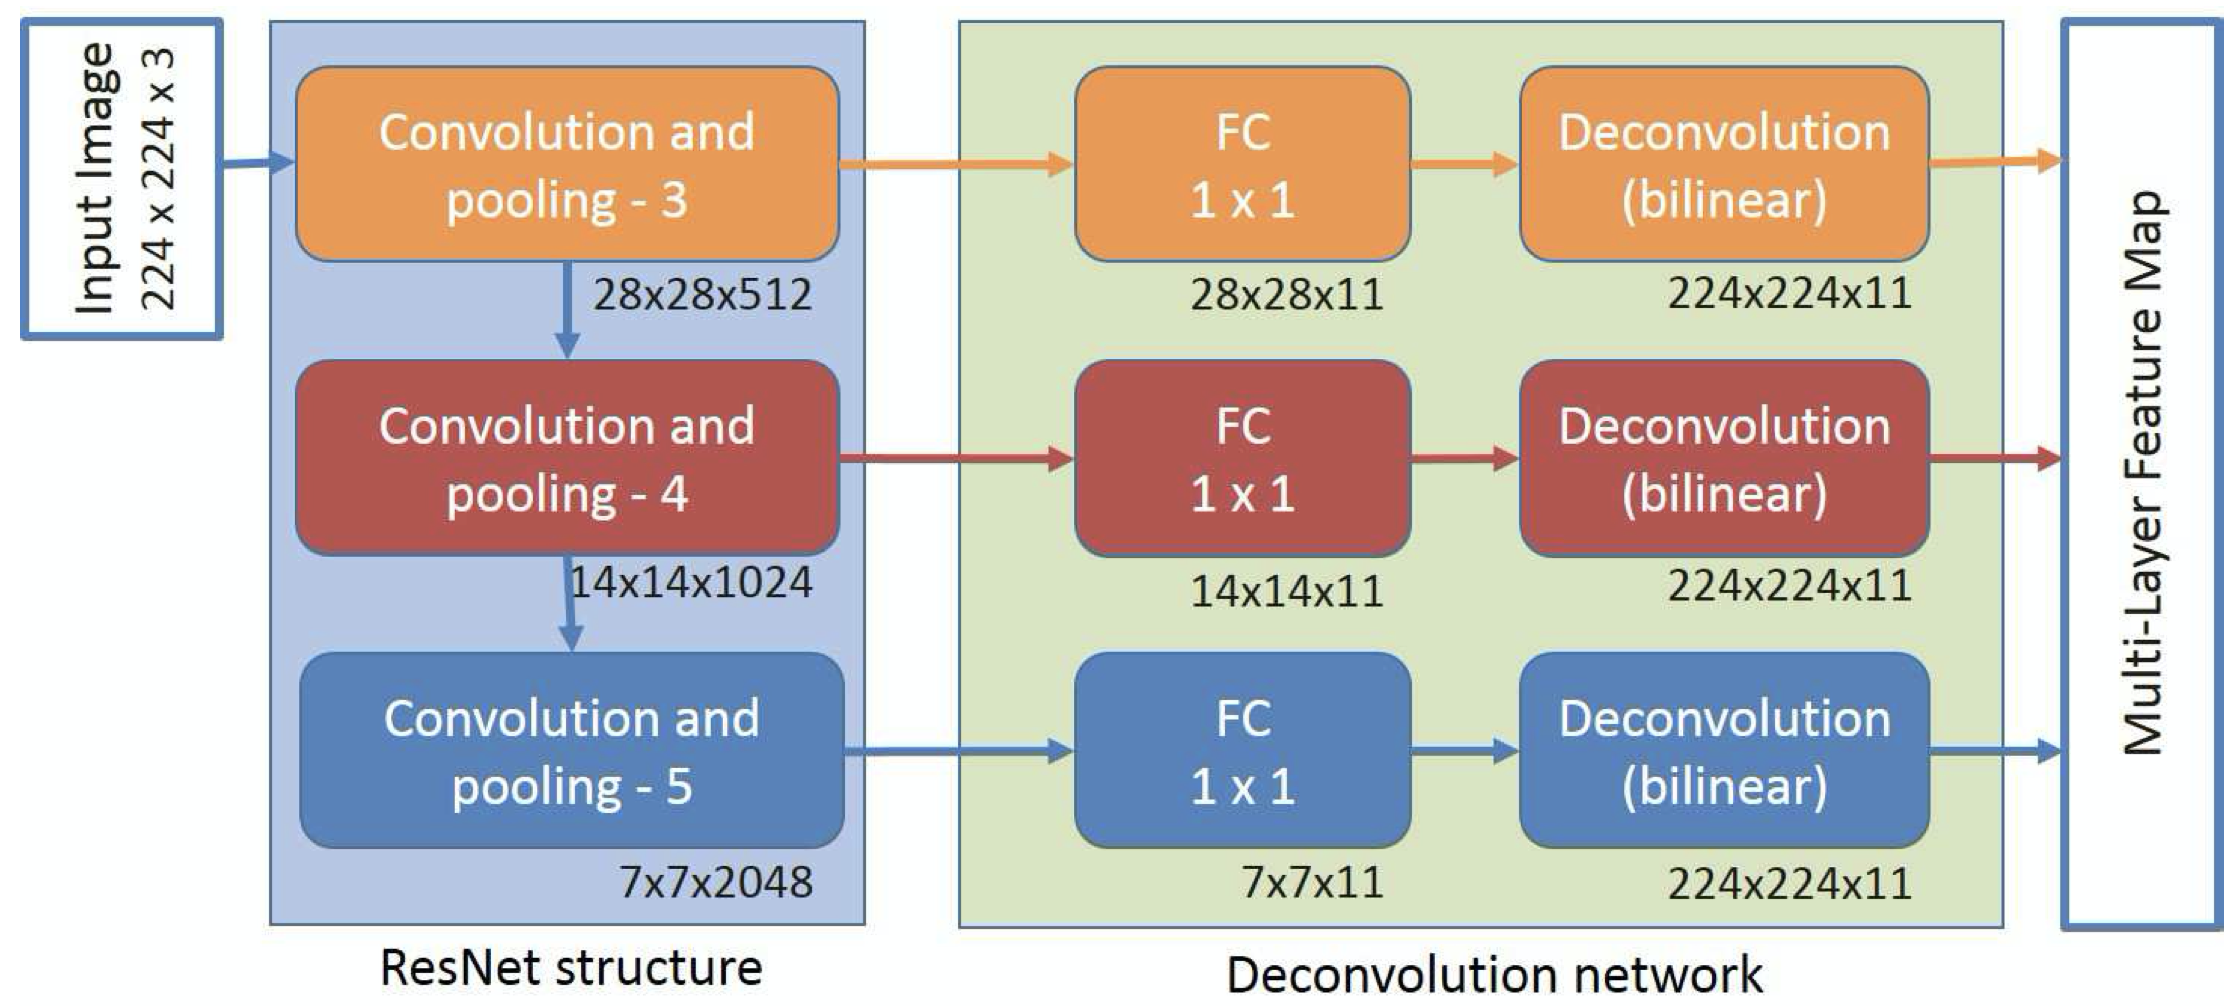 Input Image
224 x 224 x 3
Convolution and
pooling - 3
28x28x512
FC
1 x 1
28x28x11
Deconvolution
(bilinear)
224x224x11
Convolution and
pooling - 4
14x14x1024
FC
1 x 1
14x14x11
Deconvolution
(bilinear)
224x224x11
Convolution and
pooling - 5
7x7x2048
FC
1 x 1
7x7x11
Deconvolution
(bilinear)
224x224x11
Multi-Layer Feature Map
ResNet structure
Deconvolution network